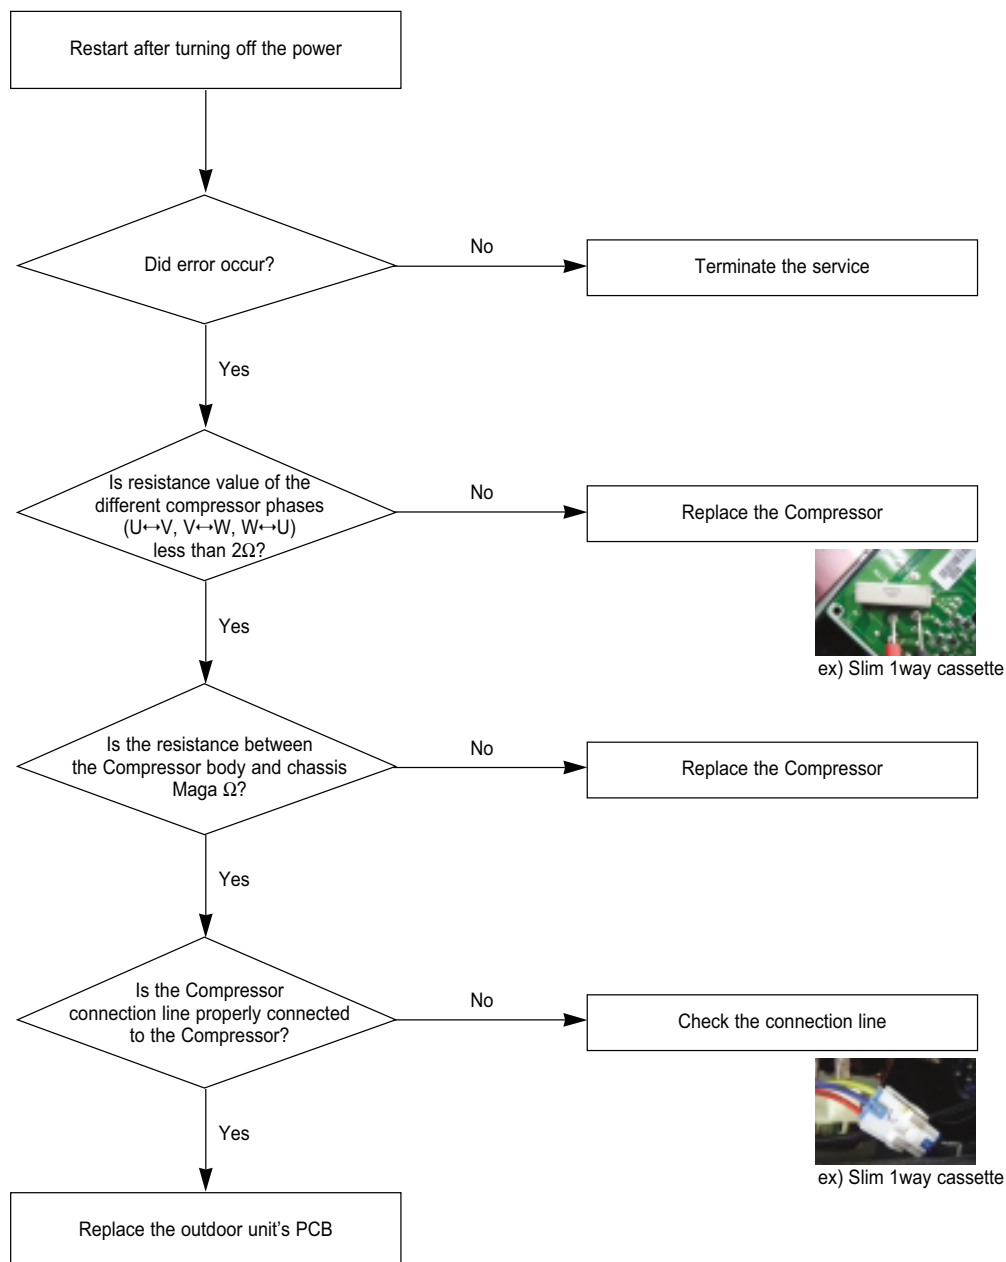 Restart after turning off the power
Did error occur?
No
Terminate the service
Yes
Is resistance value of the
different compressor phases
(U↔V, V↔W, W↔U)
less than 2Ω?
No
Replace the Compressor
ex) Slim 1way cassette
Yes
Is the resistance between
the Compressor body and chassis
Maga Ω?
No
Replace the Compressor
Yes
Is the Compressor
connection line properly connected
to the Compressor?
No
Check the connection line
ex) Slim 1way cassette
Yes
Replace the outdoor unit's PCB